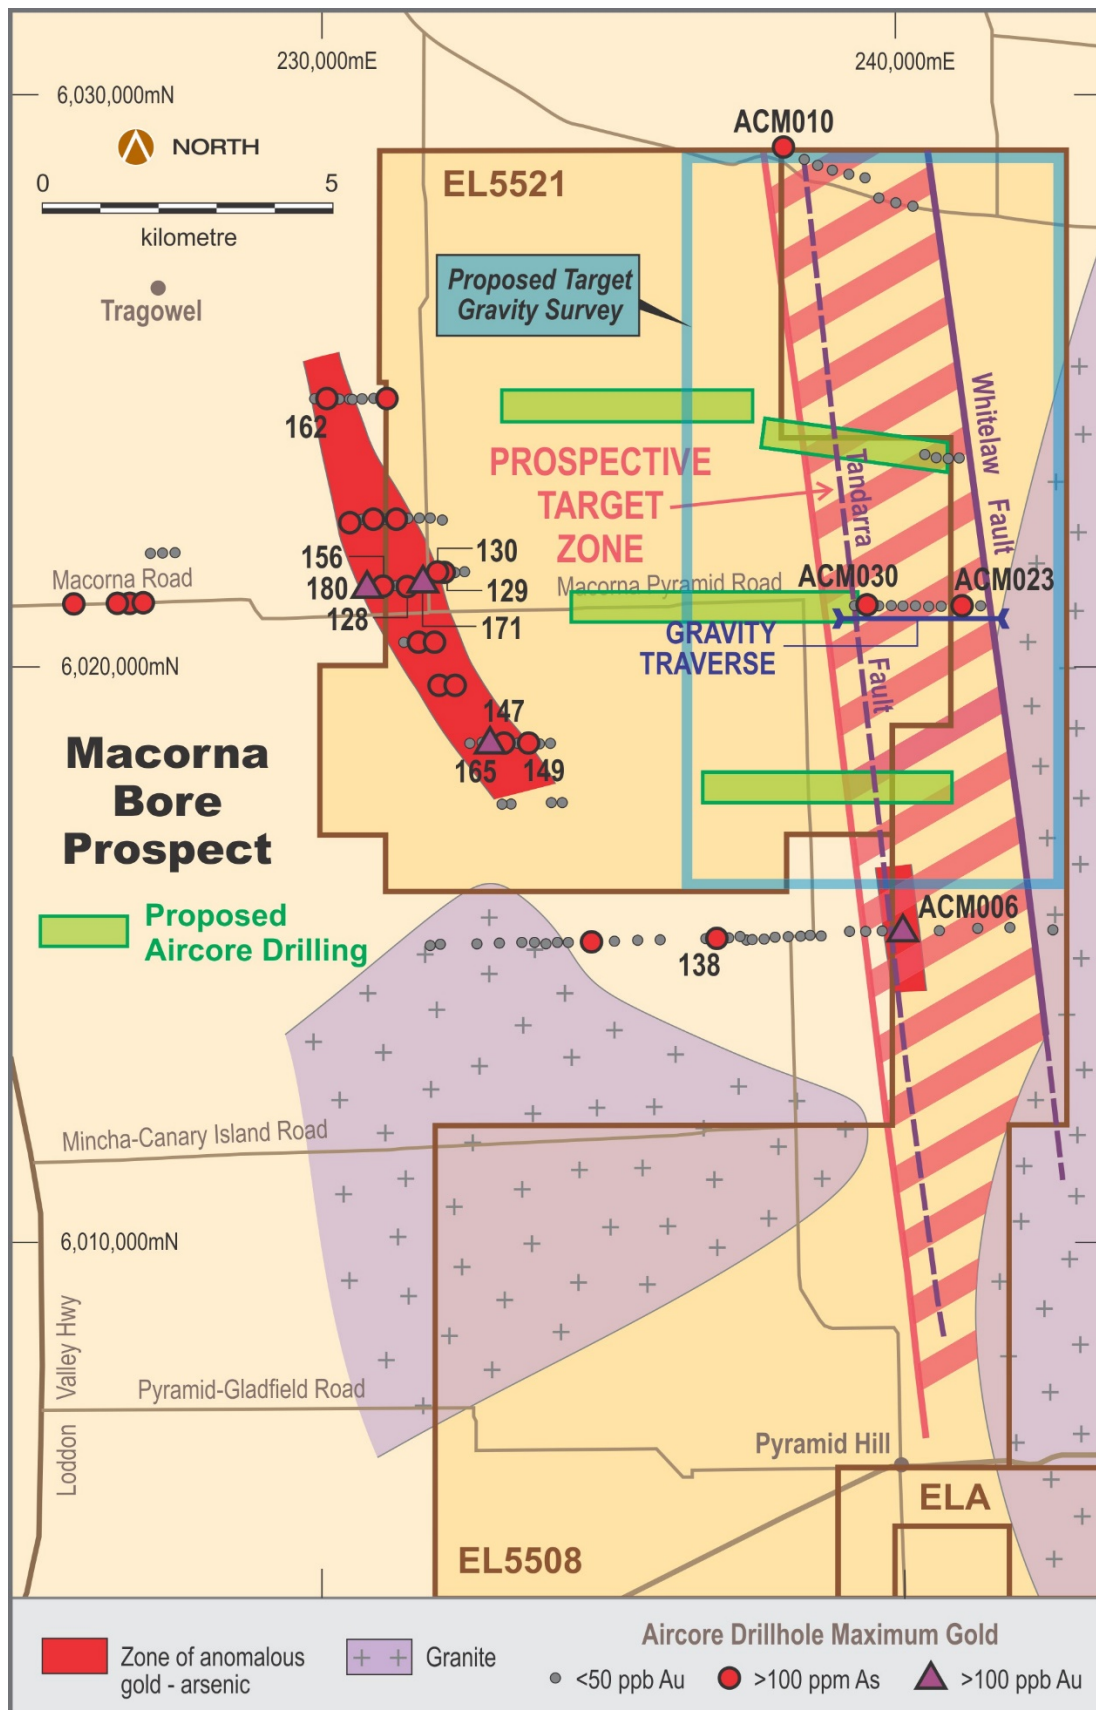 230,000mE
240,000mE
6,030,000mN
ACM010
NORTH
EL5521
0 5
kilometre
Proposed Target
Gravity Survey
Tragowel
162
PROSPECTIVE
TARGET
ZONE
Tandarra
Fault
Whitelaw Fault
156
130
180
129
128
171
Macorna Road
Macorna Pyramid Road
ACM030
ACM023
GRAVITY
TRAVERSE
6,020,000mN
147
165
149
Macorna
Bore
Prospect
Proposed
Aircore Drilling
ACM006
138
Mincha-Canary Island Road
6,010,000mN
Loddon Valley Hwy
Pyramid-Gladfield Road
Pyramid Hill
ELA
EL5508
Zone of anomalous
gold - arsenic
Granite
Aircore Drillhole Maximum Gold
<50 ppb Au
>100 ppm As
>100 ppb Au